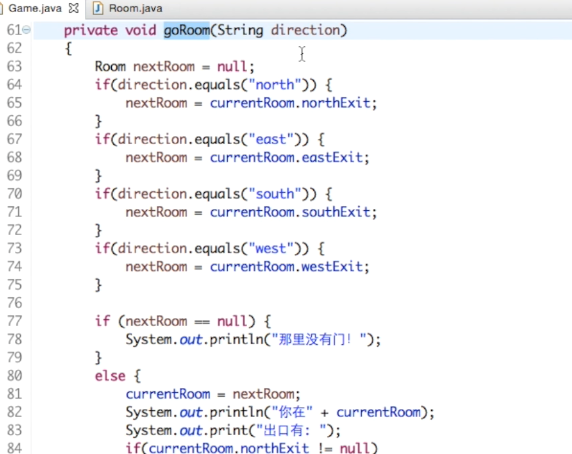 Game.java Room.java
61 private void goRoom(String direction)
62 {
63 Room nextRoom = null;
64 if(direction.equals("north")) {
65 nextRoom = currentRoom.northExit;
66 }
67 if(direction.equals("east")) {
68 nextRoom = currentRoom.eastExit;
69 }
70 if(direction.equals("south")) {
71 nextRoom = currentRoom.southExit;
72 }
73 if(direction.equals("west")) {
74 nextRoom = currentRoom.westExit;
75 }
76
77 if (nextRoom == null) {
78 System.out.println("那里没有门！");
79 }
80 else {
81 currentRoom = nextRoom;
82 System.out.println("你在" + currentRoom);
83 System.out.print("出口有：");
84 if(currentRoom.northExit != null)